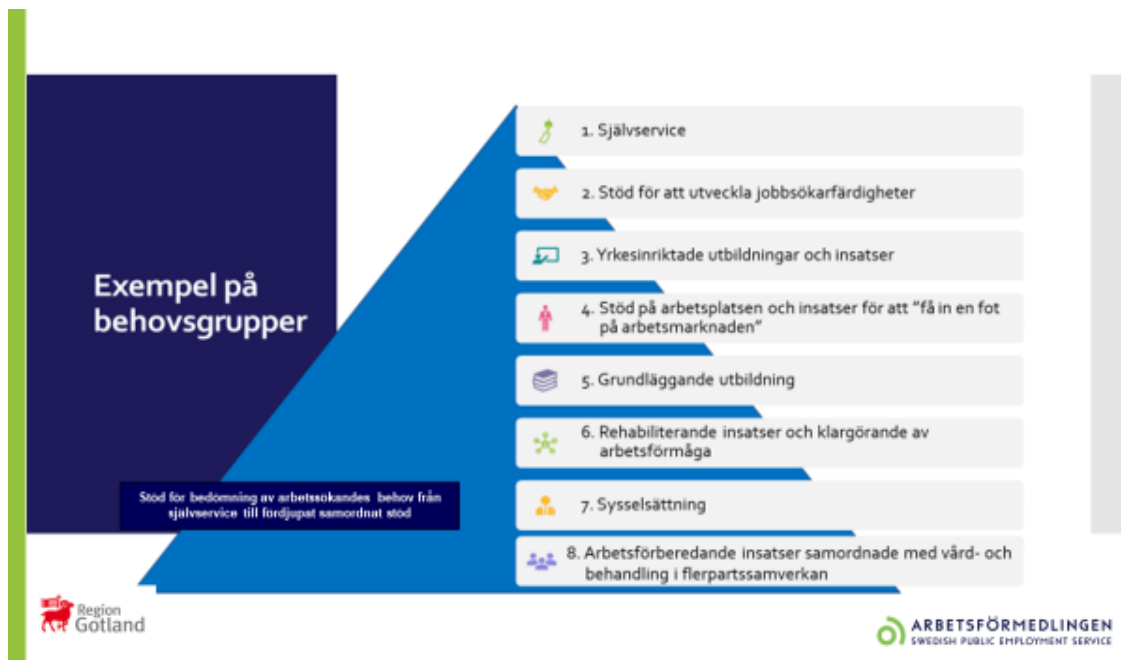 Exempel på
behovsgrupper
Stöd för bedömning av arbetssökandes behov från
självservice till fördjupat samordnat stöd
1. Självservice
2. Stöd för att utveckla jobbsökarfärdigheter
3. Yrkesinriktade utbildningar och insatser
4. Stöd på arbetsplatsen och insatser för att “få in en fot
på arbetsmarknaden”
5. Grundläggande utbildning
6. Rehabiliterande insatser och klargörande av
arbetsförmåga
7. Sysselsättning
8. Arbetsförberedande insatser samordnade med vård- och
behandling i flerpartssamverkan
Region
Gotland
ARBETSFÖRMEDLINGEN
SWEDISH PUBLIC EMPLOYMENT SERVICE